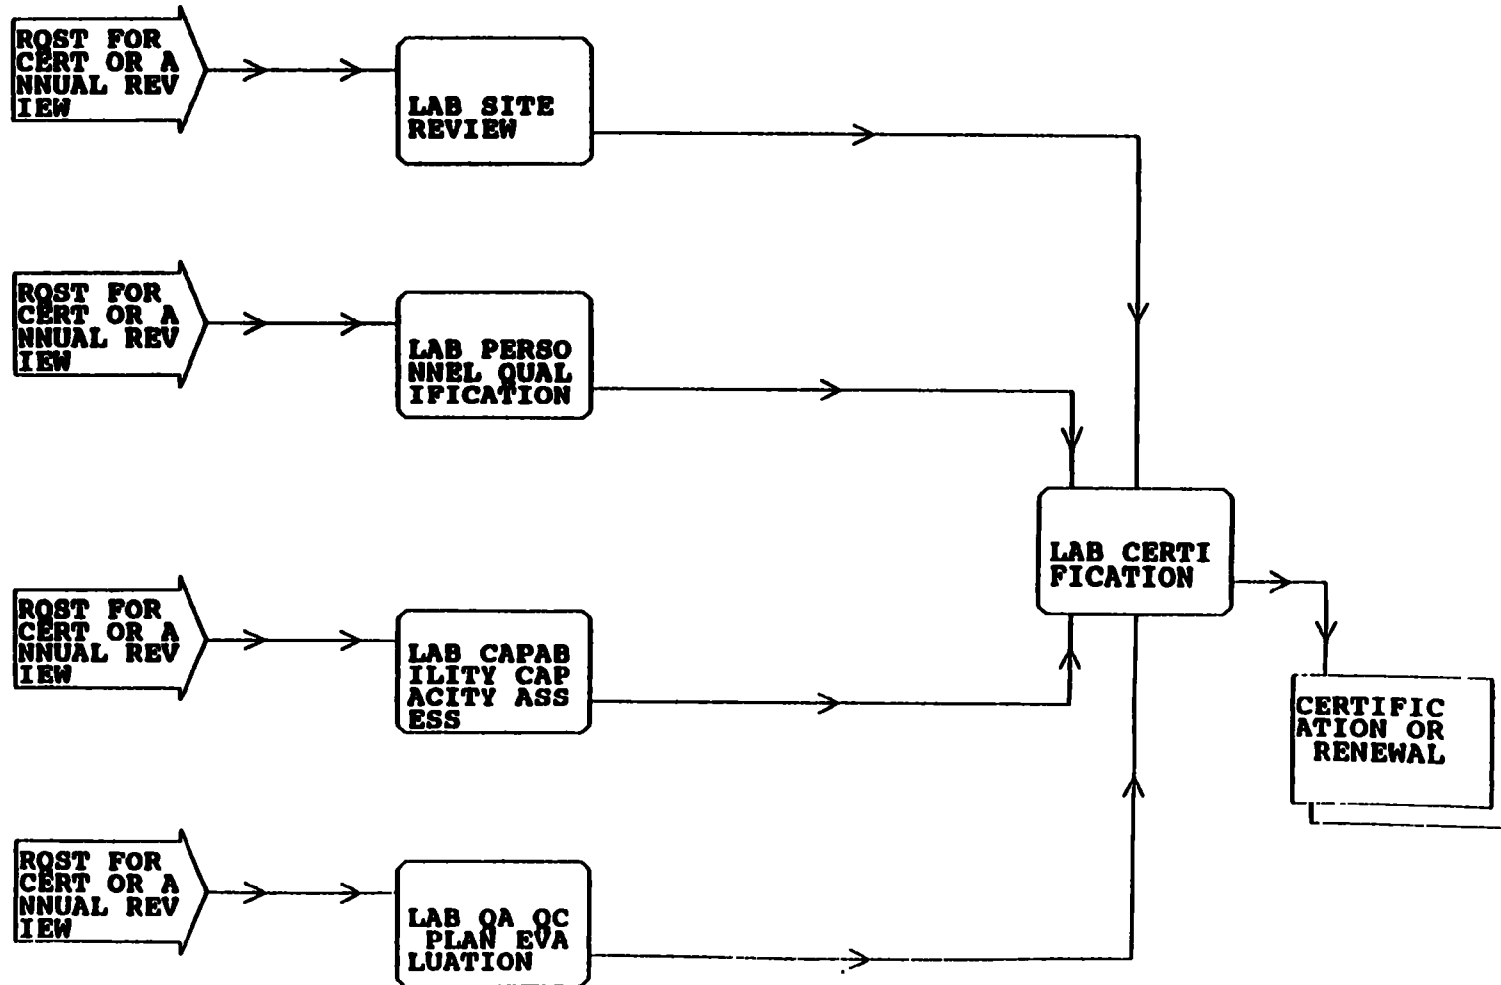 RQST FOR
CERT OR A
NNUAL REV
IEW
LAB SITE
REVIEW
RQST FOR
CERT OR A
NNUAL REV
IEW
LAB PERSO
NNEL QUAL
IFICATION
LAB CERTI
FICATION
RQST FOR
CERT OR A
NNUAL REV
IEW
LAB CAPAB
ILITY CAP
ACITY ASS
ESS
CERTIFIC
ATION OR
RENEWAL
RQST FOR
CERT OR A
NNUAL REV
IEW
LAB QA QC
PLAN EVA
LUATION